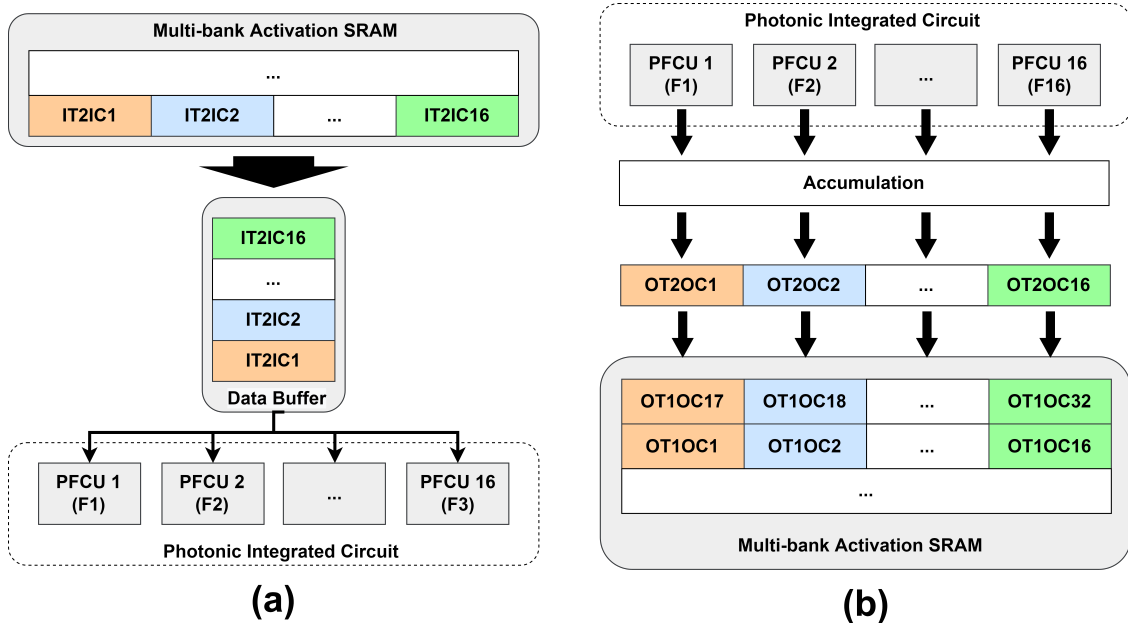 Multi-bank Activation SRAM
...
IT2IC1 IT2IC2 ... IT2IC16
IT2IC16
...
IT2IC2
IT2IC1
Data Buffer
PFCU 1 PFCU 2 ... PFCU 16
(F1) (F2) (F3)
Photonic Integrated Circuit
(a)
Photonic Integrated Circuit
PFCU 1 PFCU 2 ... PFCU 16
(F1) (F2) (F16)
Accumulation
OT2OC1 OT2OC2 ... OT2OC16
OT1OC17 OT1OC18 ... OT1OC32
OT1OC1 OT1OC2 ... OT1OC16
...
Multi-bank Activation SRAM
(b)